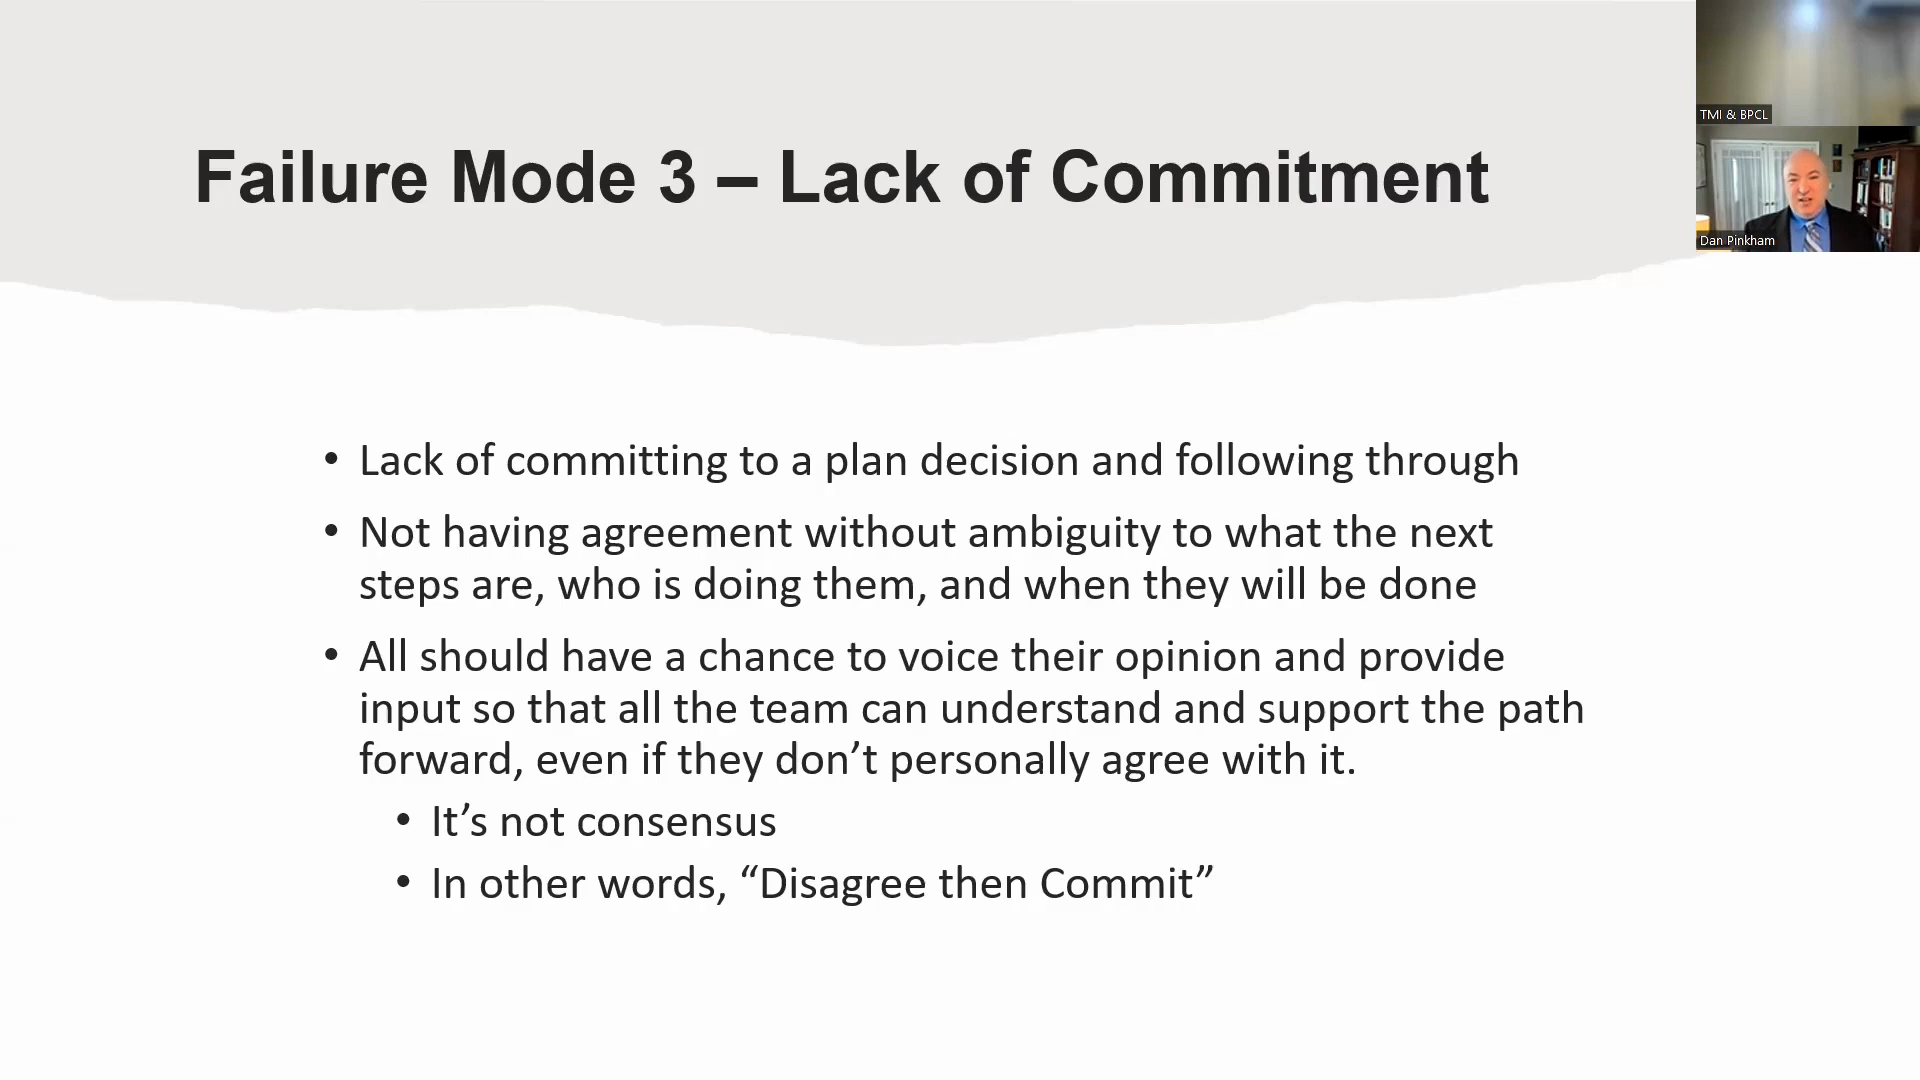 Failure Mode 3 – Lack of Commitment
TMI & BPCL
Dan Pinkham
• Lack of committing to a plan decision and following through
• Not having agreement without ambiguity to what the next
steps are, who is doing them, and when they will be done
• All should have a chance to voice their opinion and provide
input so that all the team can understand and support the path
forward, even if they don’t personally agree with it.
• It’s not consensus
• In other words, “Disagree then Commit”